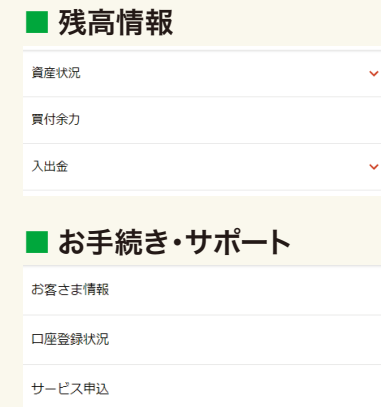 残高情報
資産状況
買付余力
入出金
お手続き・サポート
お客さま情報
口座登録状況
サービス申込